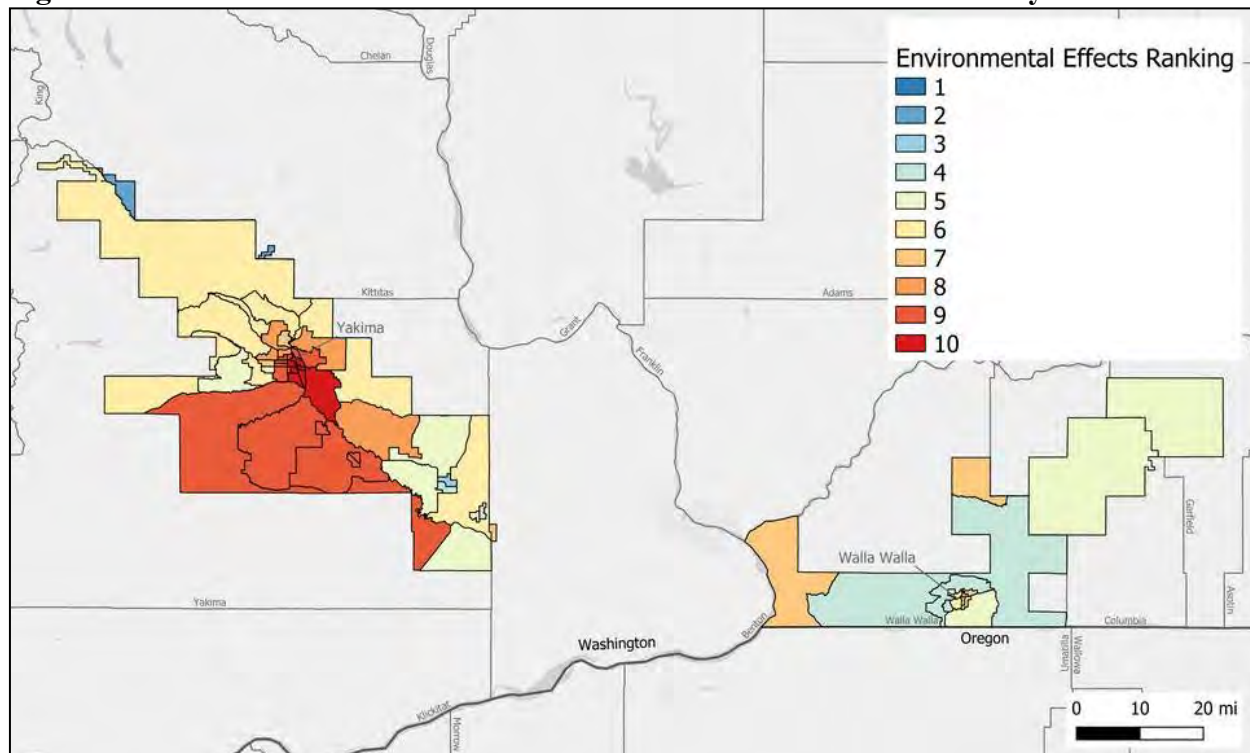 Environmental Effects Ranking
1
2
3
4
5
6
7
8
9
10
Chelan
Douglas
King
Kittitas
Yakima
Grant
Adams
Franklin
Garfield
Asotin
Walla Walla
Walla Walla
Benton
Columbia
Yakima
Washington
Oregon
Umatilla
Wallowa
Klickitat
Morrow
0 10 20 mi